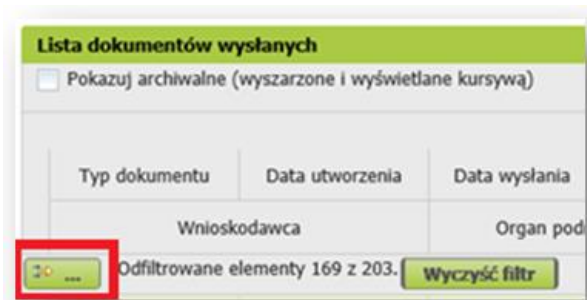 Lista dokumentów wysłanych
Pokazuj archiwalne (wyszarzone i wyświetlane kursywą)
Typ dokumentu Data utworzenia Data wysłania
Wnioskodawca Organ pod
... Odfiltrowane elementy 169 z 203. Wyczyść filtr